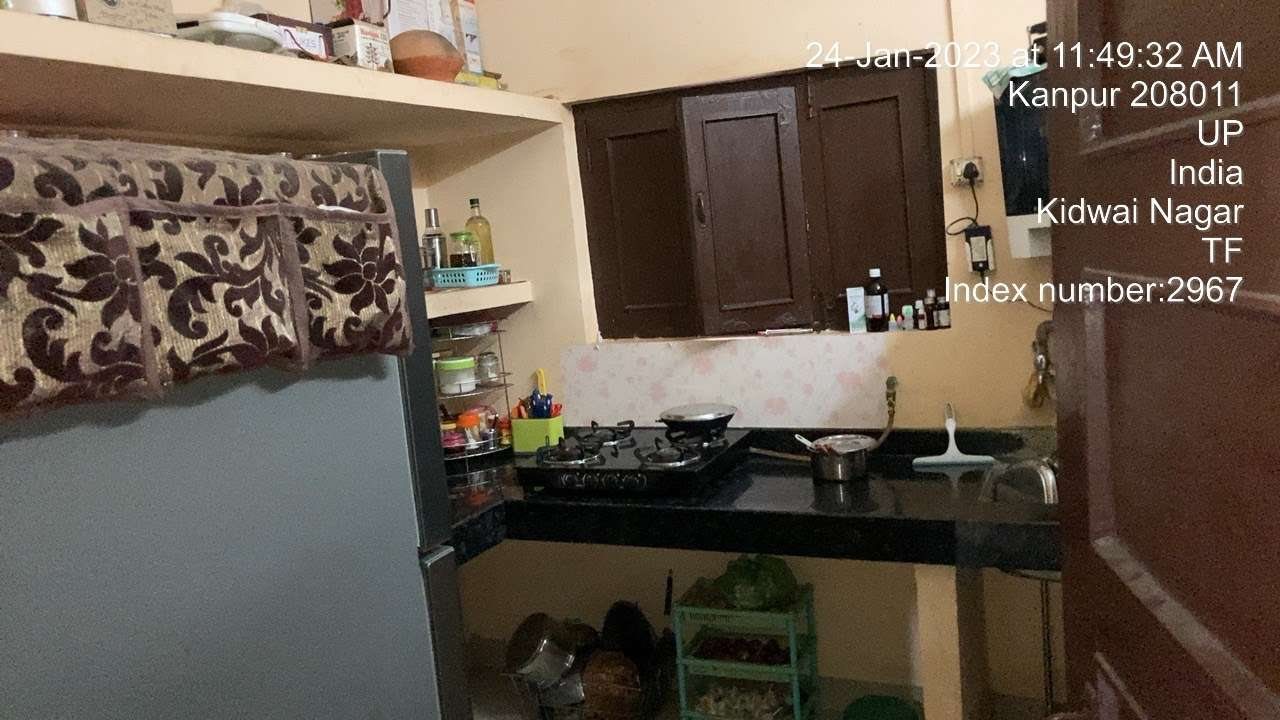 24-Jan-2023 at 11:49:32 AM
Kanpur 208011
UP
India
Kidwai Nagar
TF
Index number:2967